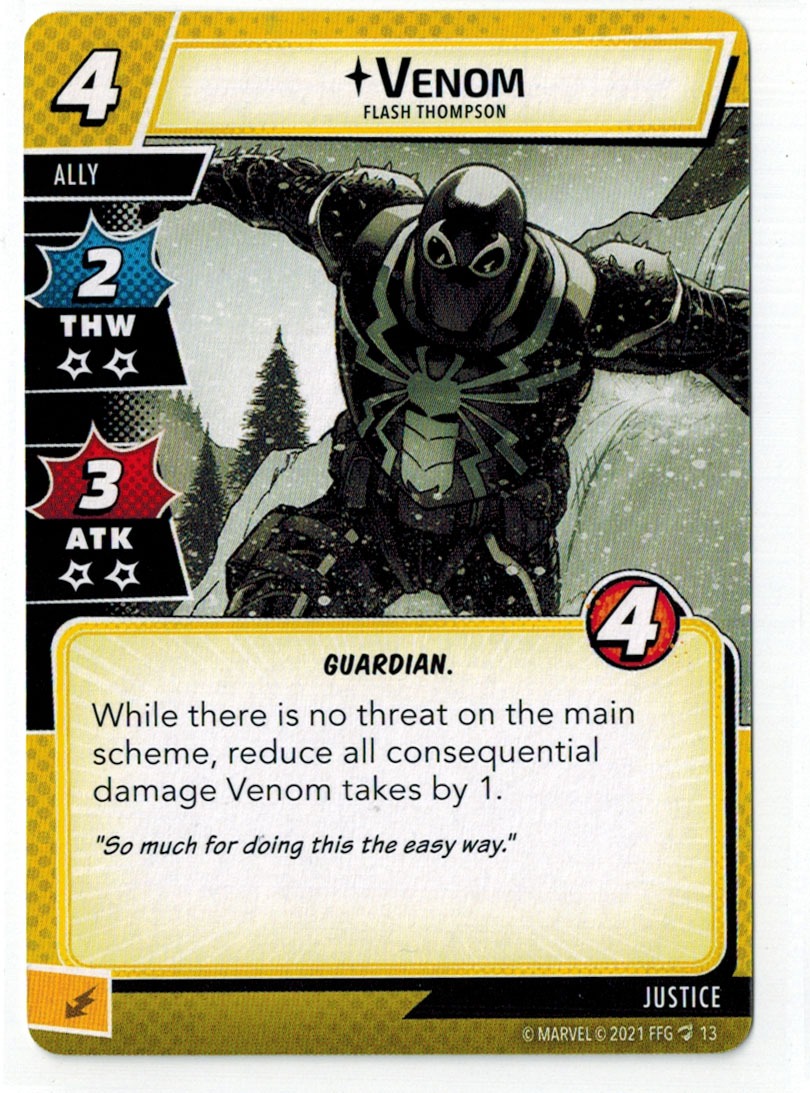 4
VENOM
FLASH THOMPSON
ALLY
2
THW
3
ATK
4
GUARDIAN.
While there is no threat on the main
scheme, reduce all consequential
damage Venom takes by 1.
"So much for doing this the easy way."
JUSTICE
© MARVEL © 2021 FFG 13